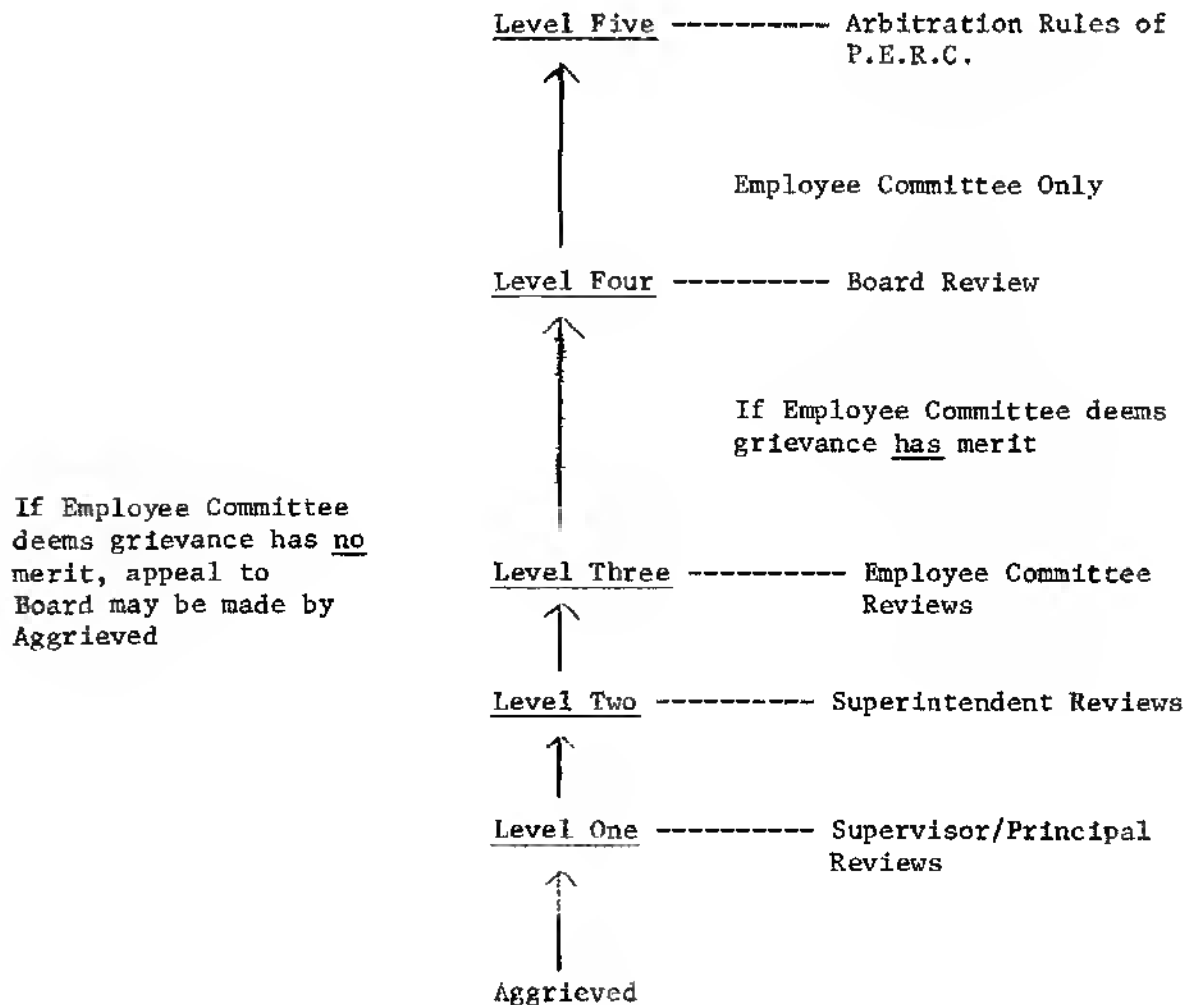 Level Five ---------- Arbitration Rules of
P.E.R.C.
Employee Committee Only
Level Four ---------- Board Review
If Employee Committee deems
grievance has merit
If Employee Committee
deems grievance has no
merit, appeal to
Board may be made by
Aggrieved
Level Three ---------- Employee Committee
Reviews
Level Two ---------- Superintendent Reviews
Level One ---------- Supervisor/Principal
Reviews
Aggrieved